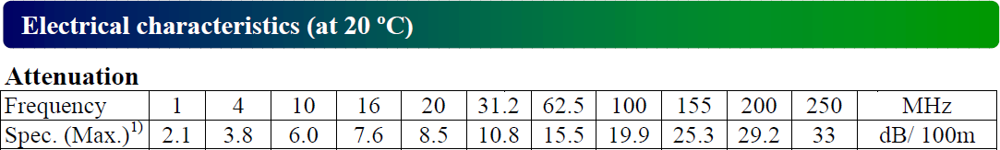 Electrical characteristics (at 20 ºC)
Attenuation
Frequency 1 4 10 16 20 31.2 62.5 100 155 200 250 MHz
Spec. (Max.)1) 2.1 3.8 6.0 7.6 8.5 10.8 15.5 19.9 25.3 29.2 33 dB/ 100m